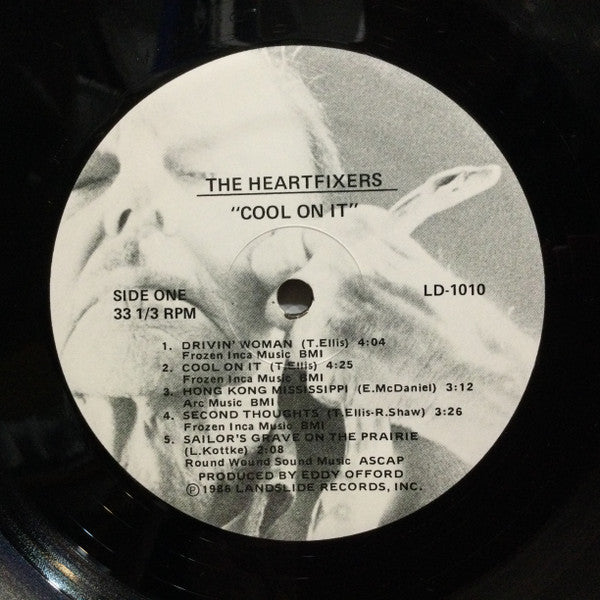 THE HEARTFIXERS
"COOL ON IT"
SIDE ONE
33 1/3 RPM
LD-1010
1. DRIVIN' WOMAN (T.Ellis) 4:04
Frozen Inca Music BMI
2. COOL ON IT (T.Ellis) 4:25
Frozen Inca Music BMI
3. HONG KONG MISSISSIPPI (E.McDaniel) 3:12
Arc Music BMI
4. SECOND THOUGHTS (T.Ellis-R.Shaw) 3:26
Frozen Inca Music BMI
5. SAILOR'S GRAVE ON THE PRAIRIE
(L.Kottke) 2:08
Round Wound Sound Music ASCAP
PRODUCED BY EDDY OFFORD
℗1986 LANDSLIDE RECORDS, INC.